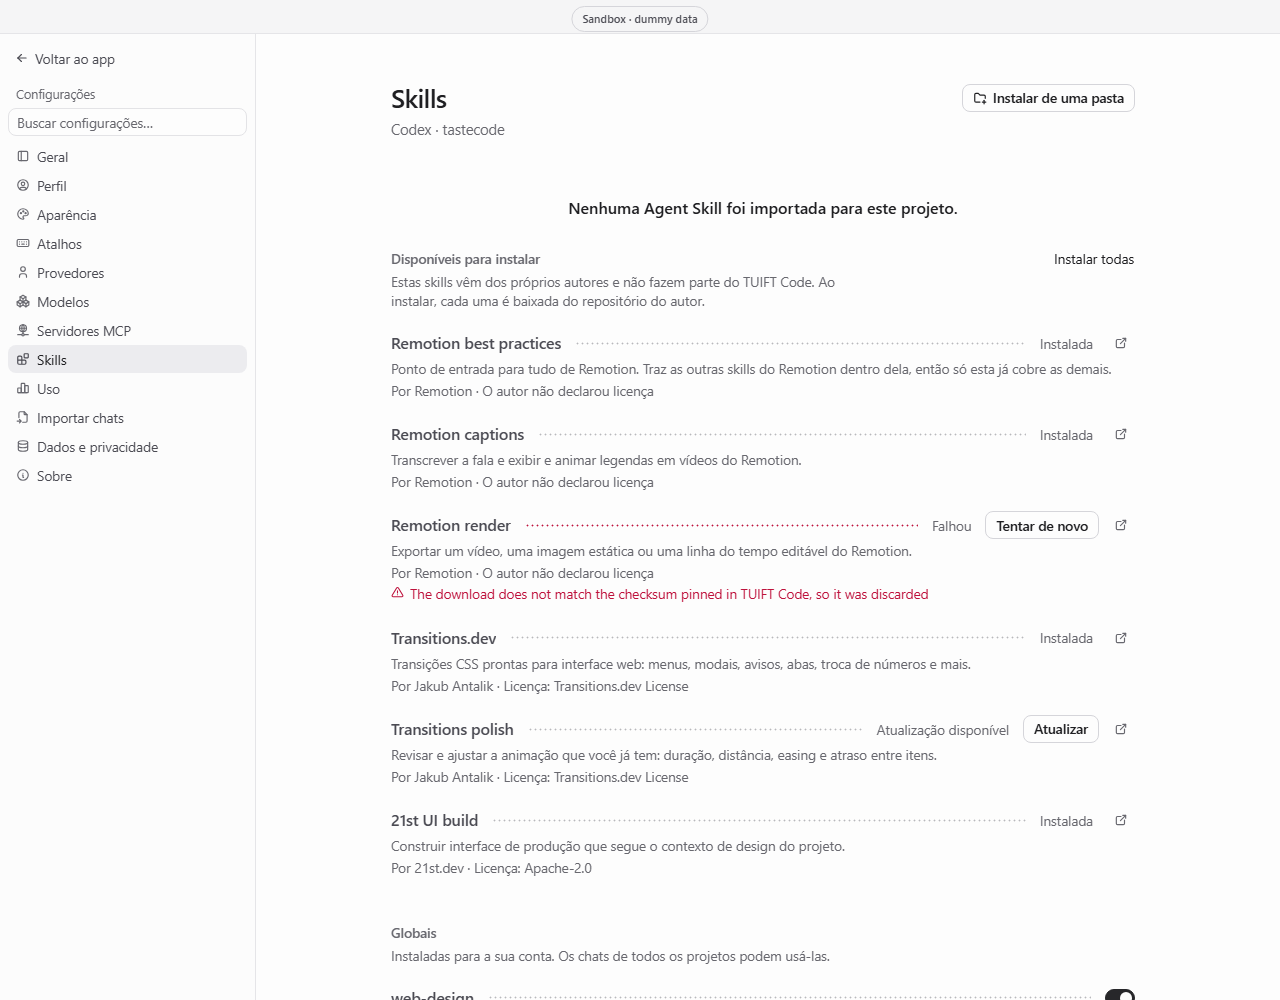 Sandbox · dummy data
Voltar ao app
Configurações
Buscar configurações...
Geral
Perfil
Aparência
Atalhos
Provedores
Modelos
Servidores MCP
Skills
Uso
Importar chats
Dados e privacidade
Sobre
Skills
Instalar de uma pasta
Codex · tastecode
Nenhuma Agent Skill foi importada para este projeto.
Disponíveis para instalar
Instalar todas
Estas skills vêm dos próprios autores e não fazem parte do TUIFT Code. Ao
instalar, cada uma é baixada do repositório do autor.
Remotion best practices
Instalada
Ponto de entrada para tudo de Remotion. Traz as outras skills do Remotion dentro dela, então só esta já cobre as demais.
Por Remotion · O autor não declarou licença
Remotion captions
Instalada
Transcrever a fala e exibir e animar legendas em vídeos do Remotion.
Por Remotion · O autor não declarou licença
Remotion render
Falhou
Tentar de novo
Exportar um vídeo, uma imagem estática ou uma linha do tempo editável do Remotion.
Por Remotion · O autor não declarou licença
The download does not match the checksum pinned in TUIFT Code, so it was discarded
Transitions.dev
Instalada
Transições CSS prontas para interface web: menus, modais, avisos, abas, troca de números e mais.
Por Jakub Antalik · Licença: Transitions.dev License
Transitions polish
Atualização disponível
Atualizar
Revisar e ajustar a animação que você já tem: duração, distância, easing e atraso entre itens.
Por Jakub Antalik · Licença: Transitions.dev License
21st UI build
Instalada
Construir interface de produção que segue o contexto de design do projeto.
Por 21st.dev · Licença: Apache-2.0
Globais
Instaladas para a sua conta. Os chats de todos os projetos podem usá-las.
web-design